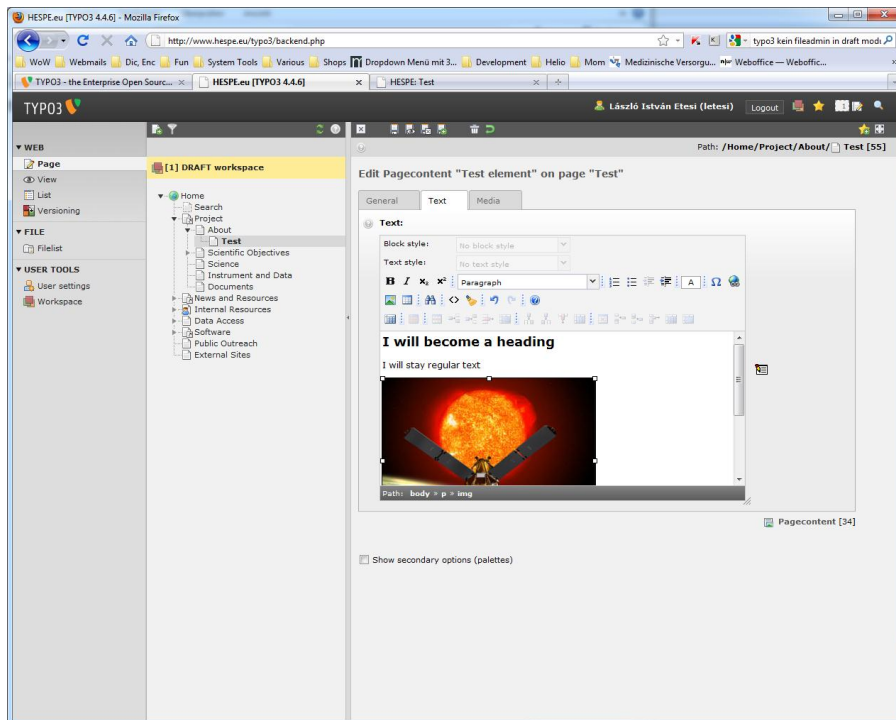 HESPE.eu [TYPO3 4.4.6] - Mozilla Firefox
http://www.hespe.eu/typo3/backend.php
typo3 kein fileadmin in draft mod
WoW Webmails Dic, Enc Fun System Tools Various Shops Dropdown Menü mit 3... Development Helio Mom Medizinische Versorgu... Weboffice — Weboffic...
TYPO3 - the Enterprise Open Sourc... HESPE.eu [TYPO3 4.4.6] HESPE: Test
TYPO3
László István Etesi (letesi) Logout
WEB
Page
View
List
Versioning
FILE
Filelist
USER TOOLS
User settings
Workspace
[1] DRAFT workspace
Home
Search
Project
About
Test
Scientific Objectives
Science
Instrument and Data
Documents
News and Resources
Internal Resources
Data Access
Software
Public Outreach
External Sites
Path: /Home/Project/About/ Test [55]
Edit Pagecontent "Test element" on page "Test"
General Text Media
Text:
Block style: No block style
Text style: No text style
B I x₂ x² Paragraph A Ω
I will become a heading
I will stay regular text
Path: body » p » img
Pagecontent [34]
Show secondary options (palettes)